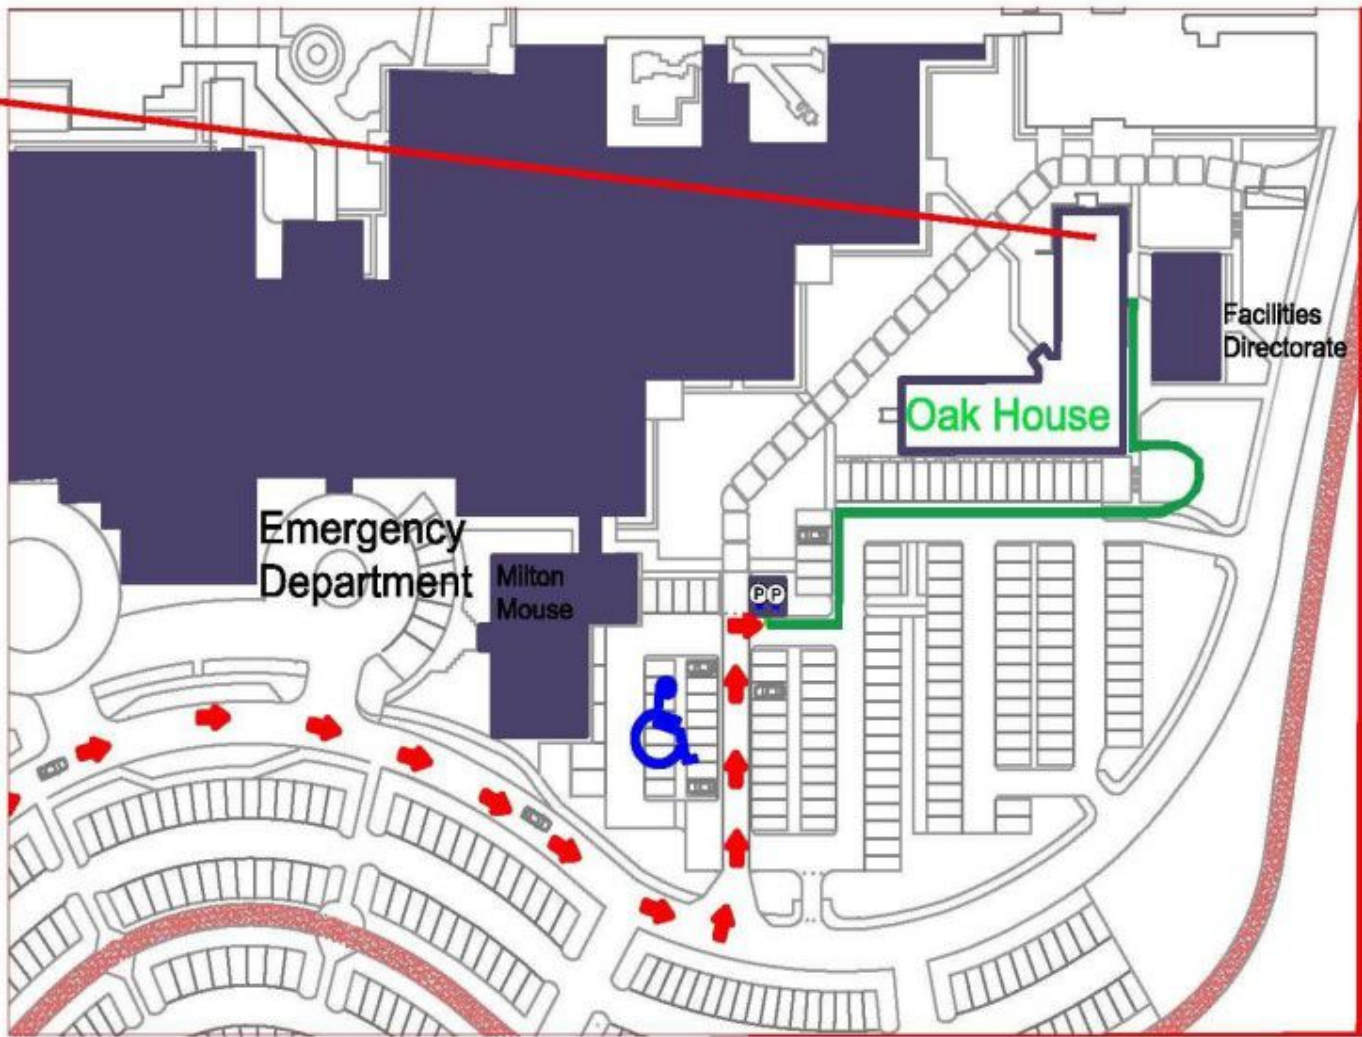 Facilities
Directorate
Oak House
Emergency
Department
Milton
Mouse
P P